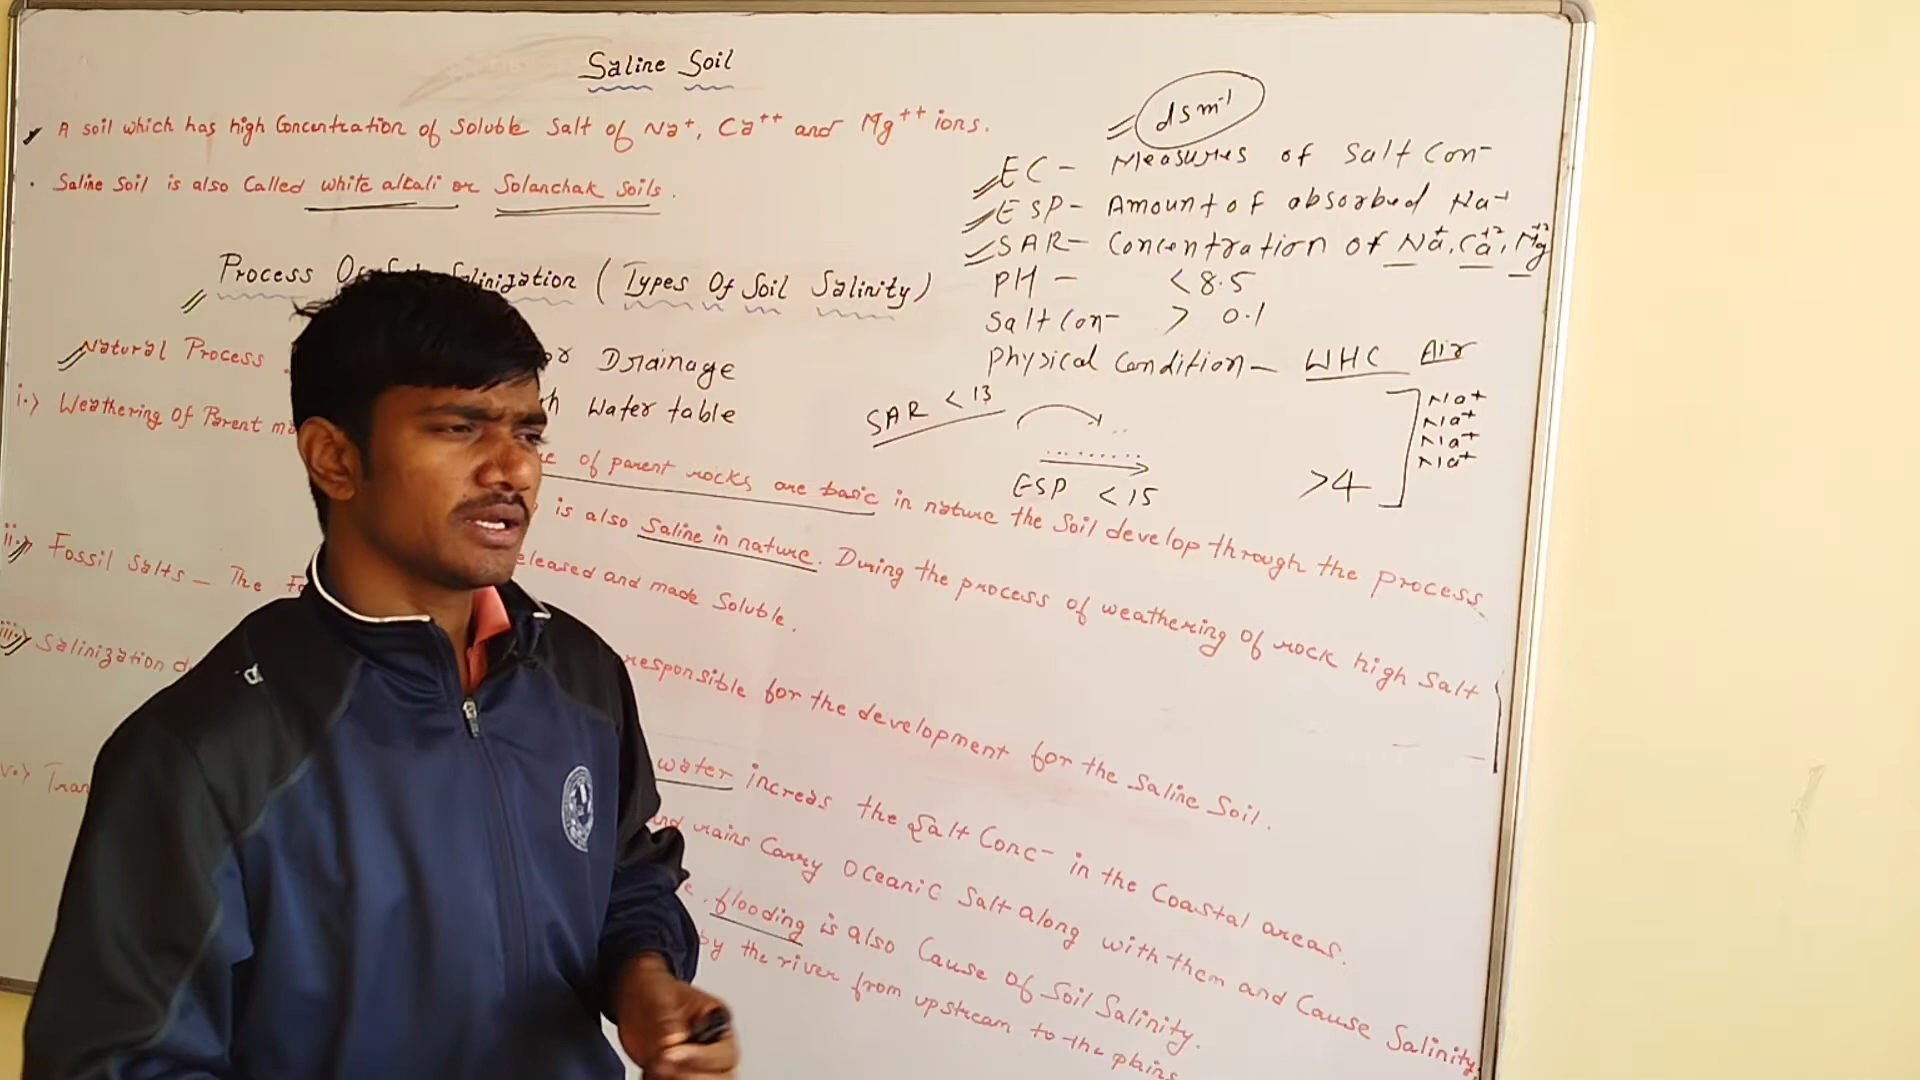 Saline Soil
A soil which has high Concentration of soluble salt of Na+, Ca++ and Mg++ ions.
Saline Soil is also Called white alkali or Solanchak Soils.
Process Of Salinization (Types Of Soil Salinity)
Natural Process
Drainage
i.) Weathering Of Parent
Water table
of parent rocks are basic in nature the Soil develop through the process
is also Saline in nature. During the process of weathering of rock high Salt
ii.) Fossil Salts - The
released and made Soluble.
iii.) Salinization
responsible for the development for the Saline Soil.
water increas the Salt Conc- in the Coastal areas.
and rains Carry Oceanic Salt along with them and Cause Salinity
flooding is also Cause of Soil Salinity.
by the river from upstream to the plains
dsm-1
EC - Measures of Salt Con-
ESP - Amount of absorbed Na+
SAR - Concentration of Na+, Ca+2, Mg+2
PH - < 8.5
Salt Con- > 0.1
Physical Condition - WHC Air
SAR < 13
ESP < 15
>4
Na+
Na+
Na+
Na+